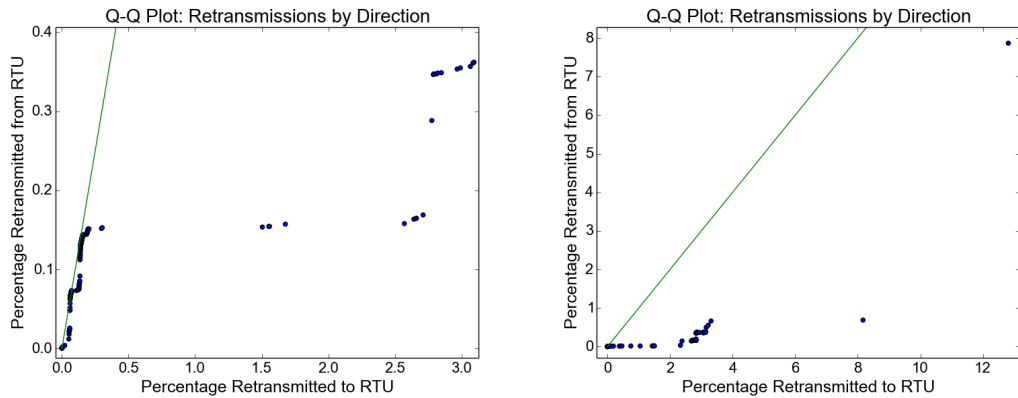 Q-Q Plot: Retransmissions by Direction
Percentage Retransmitted from RTU
0.4
0.3
0.2
0.1
0.0
0.0 0.5 1.0 1.5 2.0 2.5 3.0
Percentage Retransmitted to RTU
Q-Q Plot: Retransmissions by Direction
Percentage Retransmitted from RTU
8
7
6
5
4
3
2
1
0
0 2 4 6 8 10 12
Percentage Retransmitted to RTU